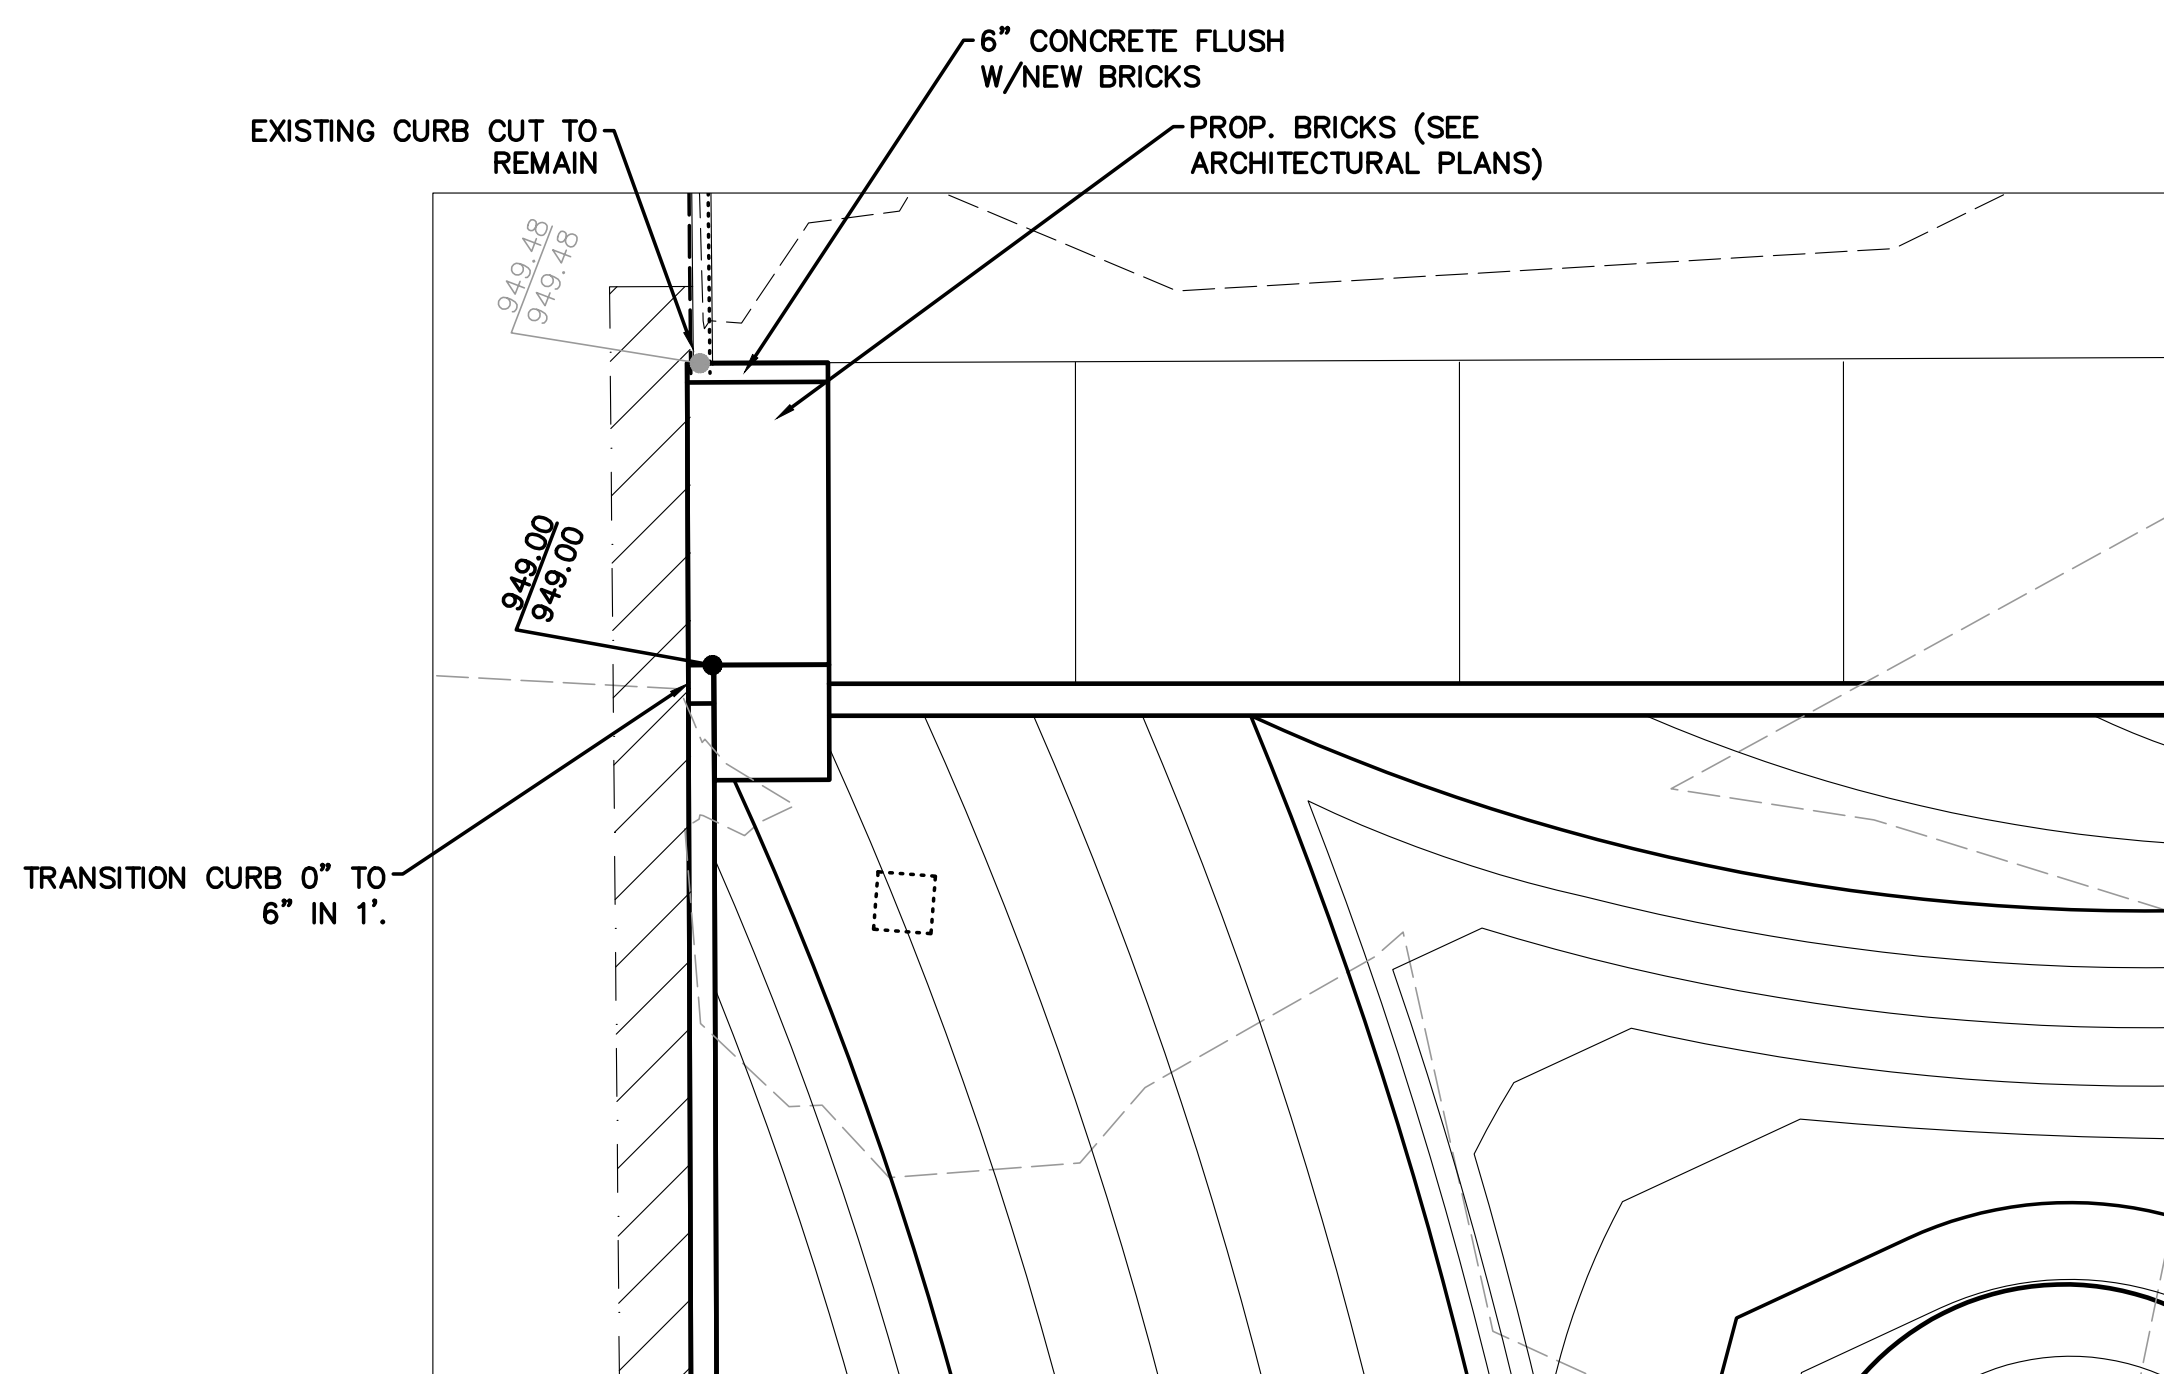 6" CONCRETE FLUSH
W/NEW BRICKS
PROP. BRICKS (SEE
ARCHITECTURAL PLANS)
EXISTING CURB CUT TO
REMAIN
949.48
949.48
949.00
949.00
TRANSITION CURB 0" TO
6" IN 1'.